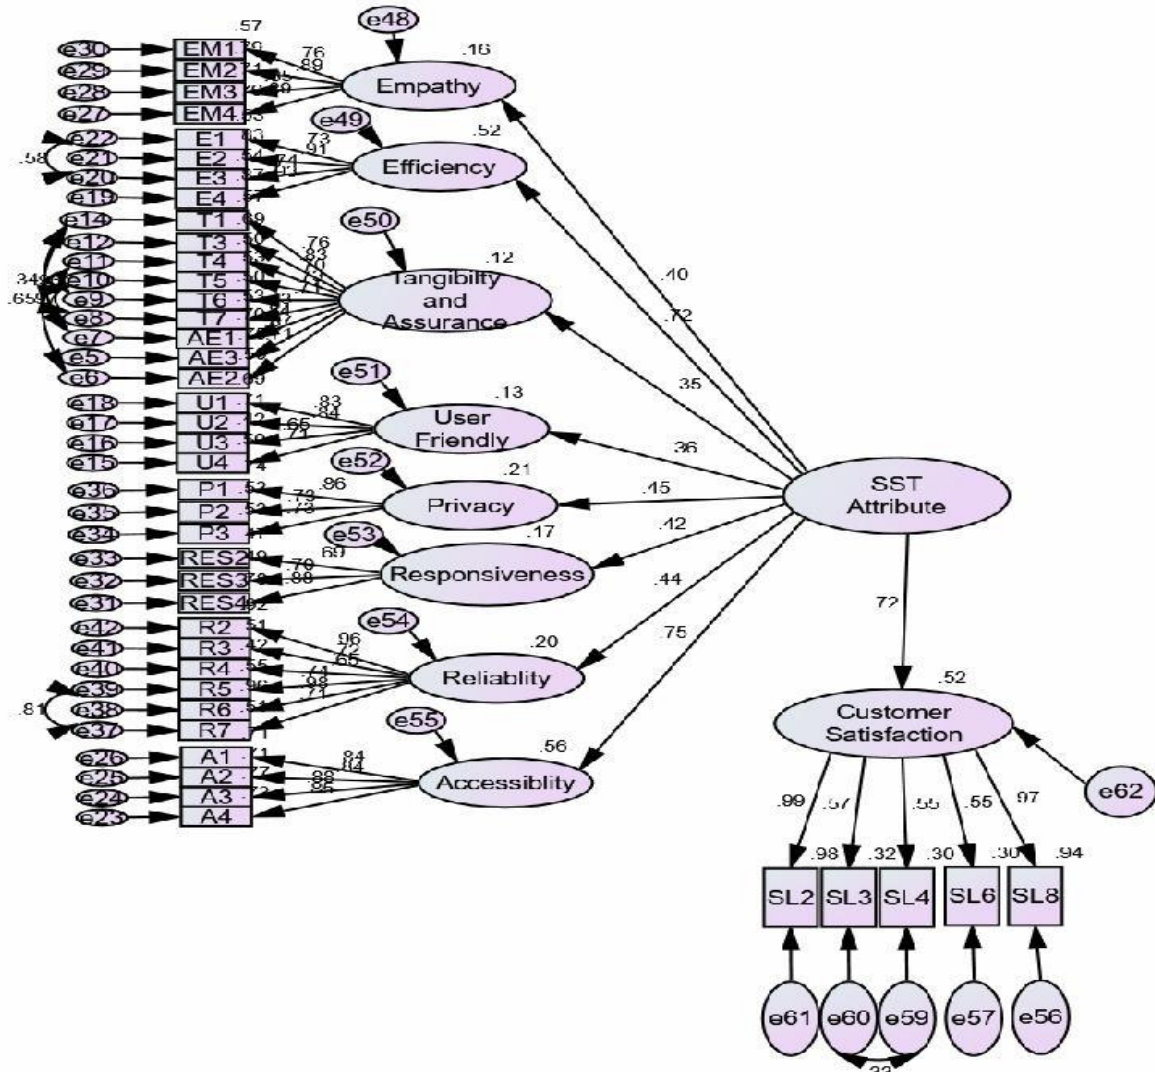 e48
.57
.16
e30 EM1 .76
e29 EM2 .89
e28 EM3
e27 EM4
Empathy
e49
.52
e22 E1 .73
e21 E2 .91
e20 E3
e19 E4
.58
Efficiency
e50
.12
e14 T1 .69
e12 T3 .76
e11 T4 .83
e10 T5 .70
e9 T6 .71
e8 T7
e7 AE1
e5 AE3
e6 AE2 .69
Tangibilty
and
Assurance
.40
.72
.35
e51
.13
e18 U1 .83
e17 U2 .84
e16 U3 .65
e15 U4 .71
User
Friendly
.36
e52
.21
e36 P1 .86
e35 P2 .73
e34 P3 .73
Privacy
.45
SST
Attribute
e53
.17
e33 RES2 .69
e32 RES3 .70
e31 RES4 .88
Responsiveness
.42
.44
.75
.72
e54
.20
e42 R2 .96
e41 R3 .72
e40 R4 .65
e39 R5 .74
e38 R6 .98
e37 R7 .71
.81
Reliablity
e55
.56
e26 A1 .84
e25 A2 .84
e24 A3 .88
e23 A4 .85
Accessiblity
.52
Customer
Satisfaction
e62
.99 .57 .55 .55 .97
.98 .32 .30 .30 .94
SL2 SL3 SL4 SL6 SL8
e61 e60 e59 e57 e56